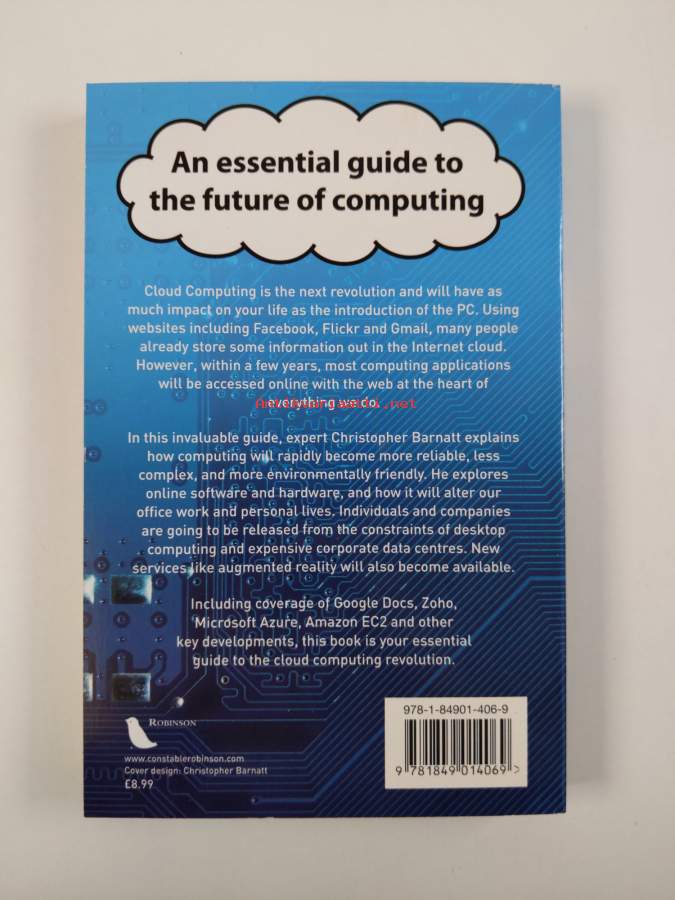 An essential guide to
the future of computing
Cloud Computing is the next revolution and will have as
much impact on your life as the introduction of the PC. Using
websites including Facebook, Flickr and Gmail, many people
already store some information out in the Internet cloud.
However, within a few years, most computing applications
will be accessed online with the web at the heart of
everything we do.
Antikvariaatti.net
In this invaluable guide, expert Christopher Barnatt explains
how computing will rapidly become more reliable, less
complex, and more environmentally friendly. He explores
online software and hardware, and how it will alter our
office work and personal lives. Individuals and companies
are going to be released from the constraints of desktop
computing and expensive corporate data centres. New
services like augmented reality will also become available.
Including coverage of Google Docs, Zoho,
Microsoft Azure, Amazon EC2 and other
key developments, this book is your essential
guide to the cloud computing revolution.
ROBINSON
www.constablerobinson.com
Cover design: Christopher Barnatt
£8.99
978-1-84901-406-9
9 781849 014069 >